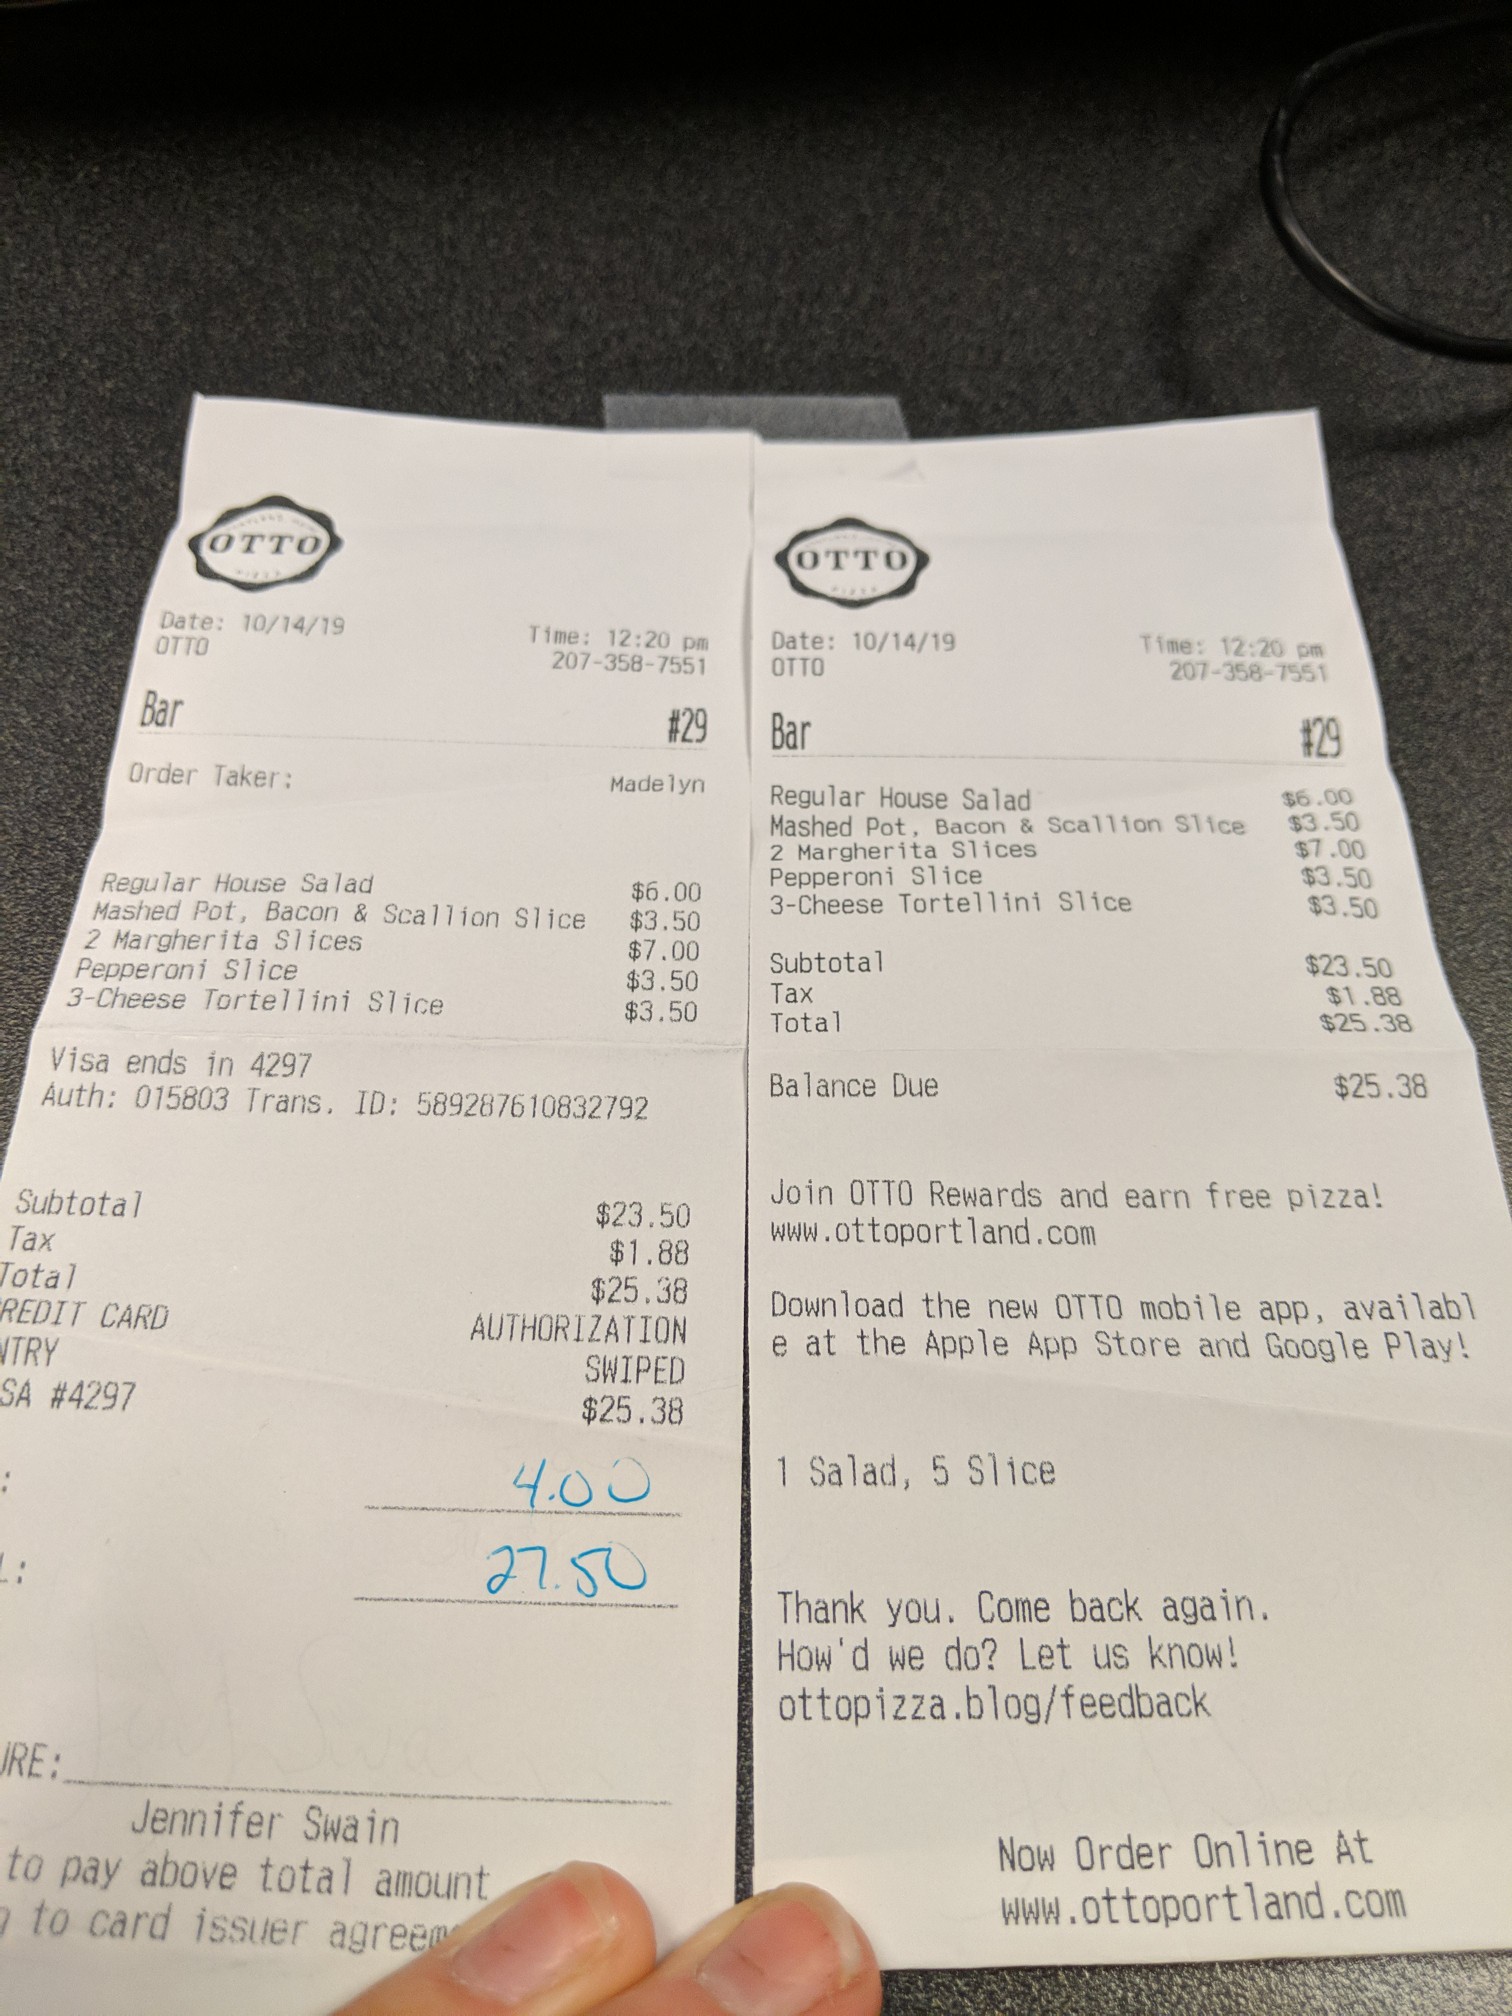 OTTO
Date: 10/14/19 Time: 12:20 pm
OTTO 207-358-7551
Bar #29
Order Taker: Madelyn
Regular House Salad $6.00
Mashed Pot, Bacon & Scallion Slice $3.50
2 Margherita Slices $7.00
Pepperoni Slice $3.50
3-Cheese Tortellini Slice $3.50
Visa ends in 4297
Auth: 015803 Trans. ID: 589287610832792
Subtotal $23.50
Tax $1.88
Total $25.38
REDIT CARD AUTHORIZATION
NTRY SWIPED
SA #4297 $25.38
: 4.00
L: 27.50
URE:
Jennifer Swain
to pay above total amount
g to card issuer agreem
OTTO
PIZZA
Date: 10/14/19 Time: 12:20 pm
OTTO 207-358-7551
Bar #29
Regular House Salad $6.00
Mashed Pot, Bacon & Scallion Slice $3.50
2 Margherita Slices $7.00
Pepperoni Slice $3.50
3-Cheese Tortellini Slice $3.50
Subtotal $23.50
Tax $1.88
Total $25.38
Balance Due $25.38
Join OTTO Rewards and earn free pizza!
www.ottoportland.com
Download the new OTTO mobile app, availabl
e at the Apple App Store and Google Play!
1 Salad, 5 Slice
Thank you. Come back again.
How'd we do? Let us know!
ottopizza.blog/feedback
Now Order Online At
www.ottoportland.com